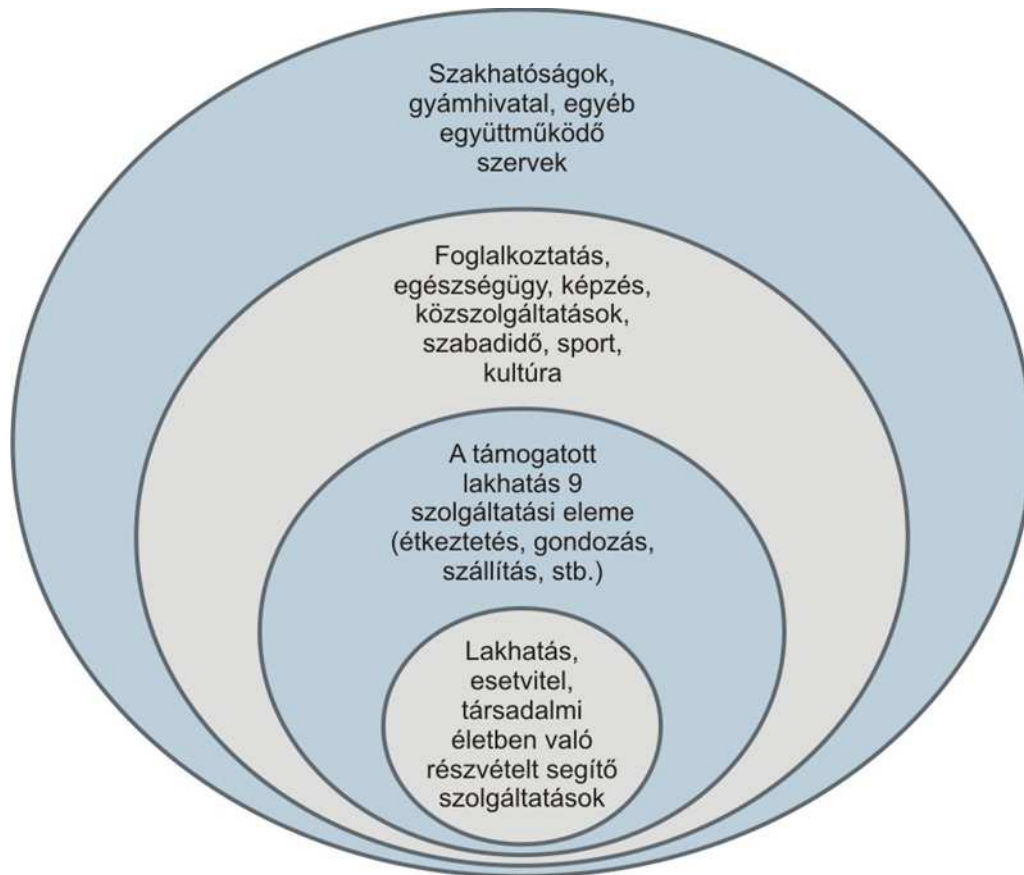 Szakhatóságok,
gyámhivatal, egyéb
együttműködő
szervek
Foglalkoztatás,
egészségügy, képzés,
közszolgáltatások,
szabadidő, sport,
kultúra
A támogatott
lakhatás 9
szolgáltatási eleme
(étkeztetés, gondozás,
szállítás, stb.)
Lakhatás,
esetvitel,
társadalmi
életben való
részvételt segítő
szolgáltatások